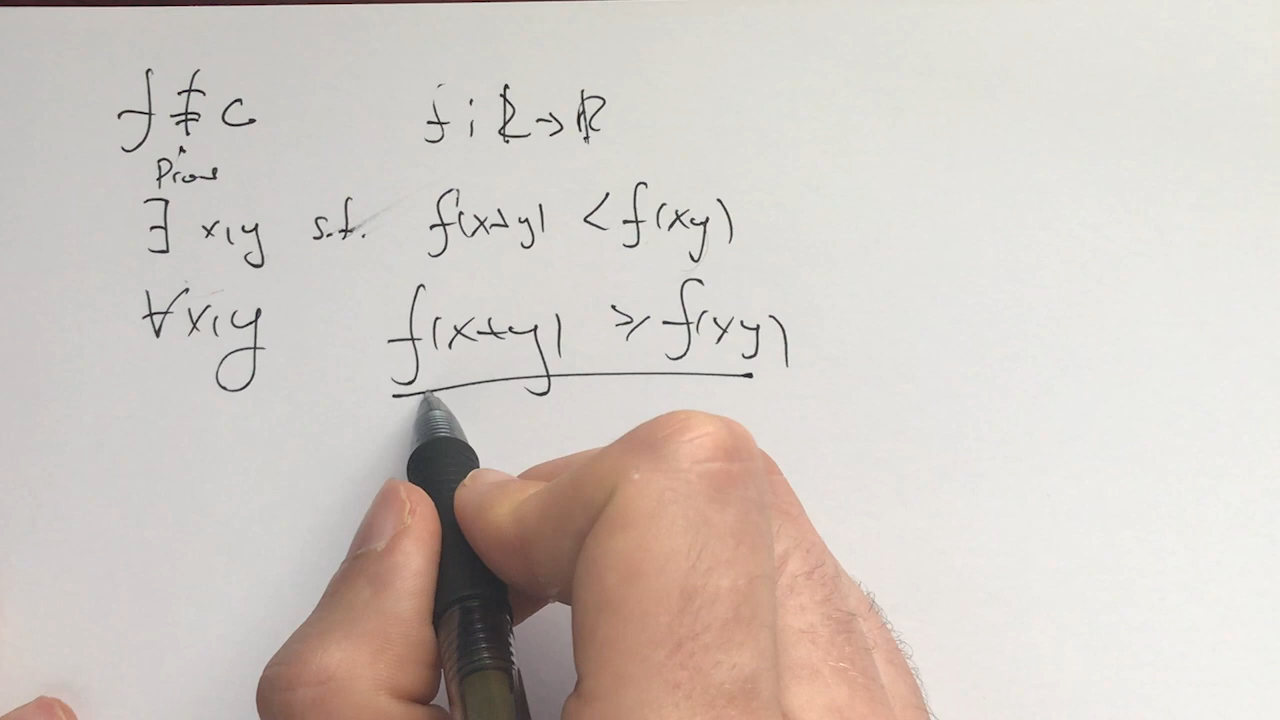 f ≢ c f : ℝ → ℝ
Prove
∃ x, y s.t. f(x+y) < f(xy)
∀ x, y f(x+y) ≥ f(xy)